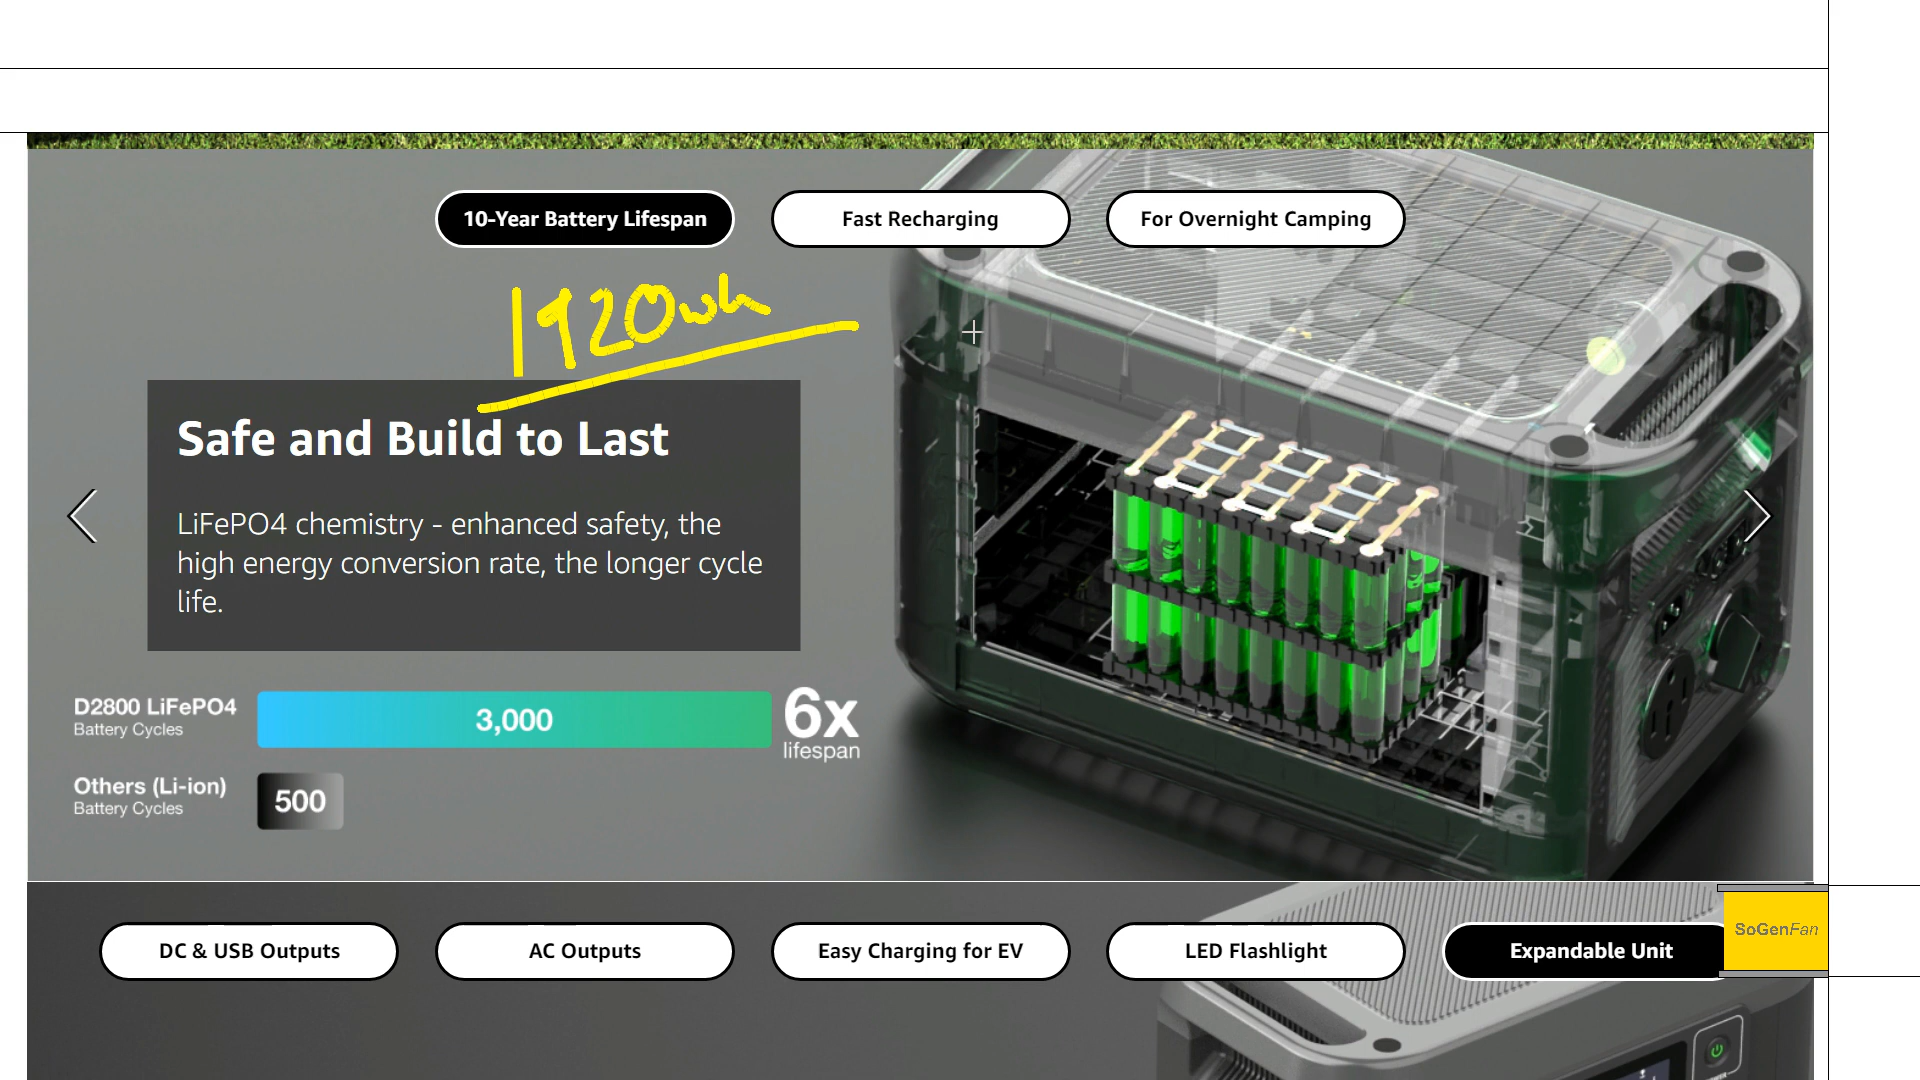 10-Year Battery Lifespan
Fast Recharging
For Overnight Camping
1920wh
Safe and Build to Last
LiFePO4 chemistry - enhanced safety, the
high energy conversion rate, the longer cycle
life.
D2800 LiFePO4
Battery Cycles
3,000
6x
lifespan
Others (Li-ion)
Battery Cycles
500
DC & USB Outputs
AC Outputs
Easy Charging for EV
LED Flashlight
Expandable Unit
SoGenFan